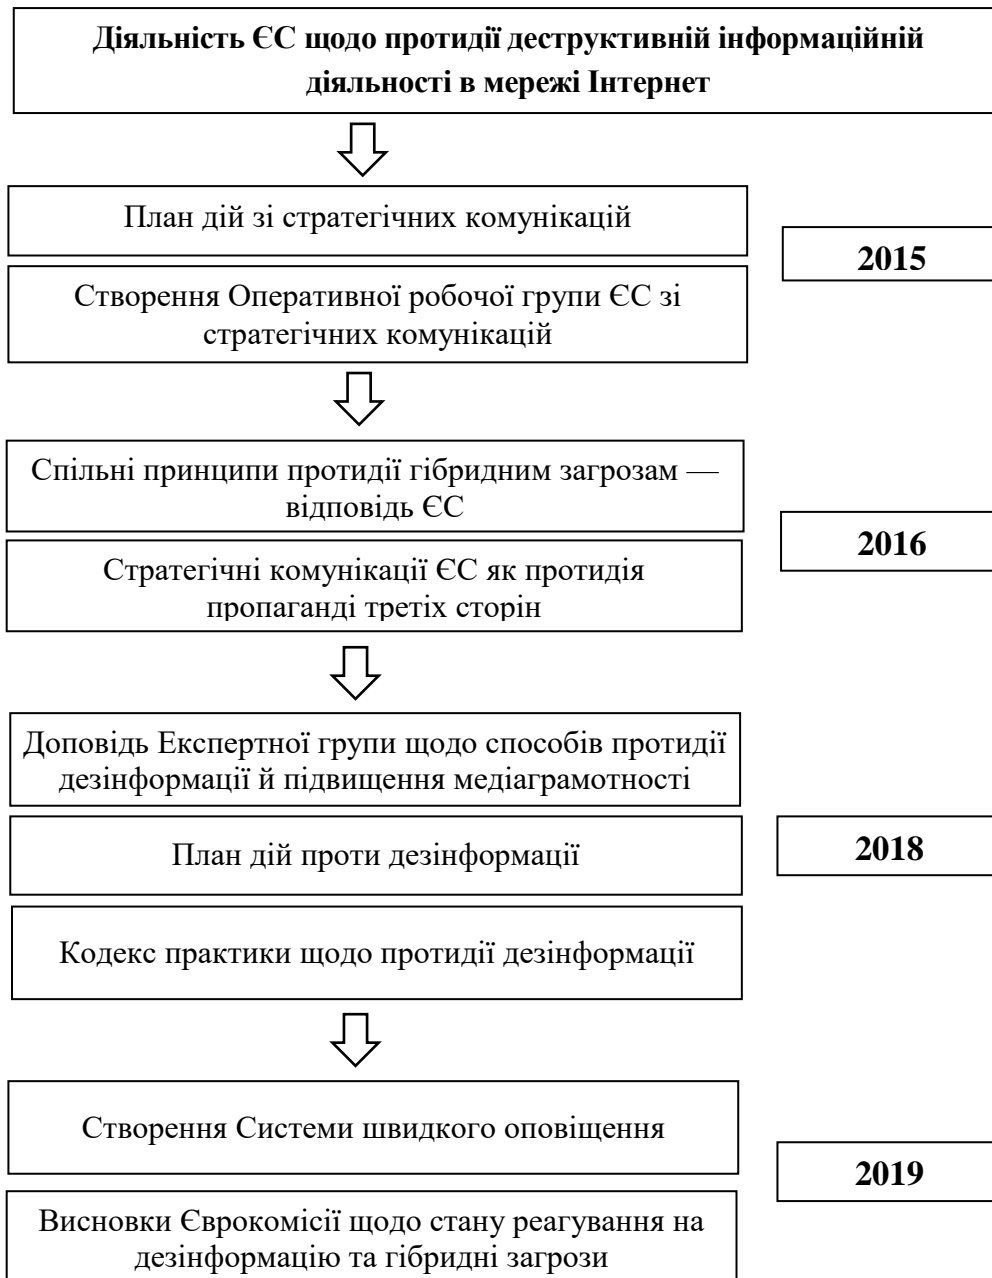 Діяльність ЄС щодо протидії деструктивній інформаційній
діяльності в мережі Інтернет
План дій зі стратегічних комунікацій
2015
Створення Оперативної робочої групи ЄС зі
стратегічних комунікацій
Спільні принципи протидії гібридним загрозам —
відповідь ЄС
2016
Стратегічні комунікації ЄС як протидія
пропаганді третіх сторін
Доповідь Експертної групи щодо способів протидії
дезінформації й підвищення медіаграмотності
План дій проти дезінформації
2018
Кодекс практики щодо протидії дезінформації
Створення Системи швидкого оповіщення
2019
Висновки Єврокомісії щодо стану реагування на
дезінформацію та гібридні загрози